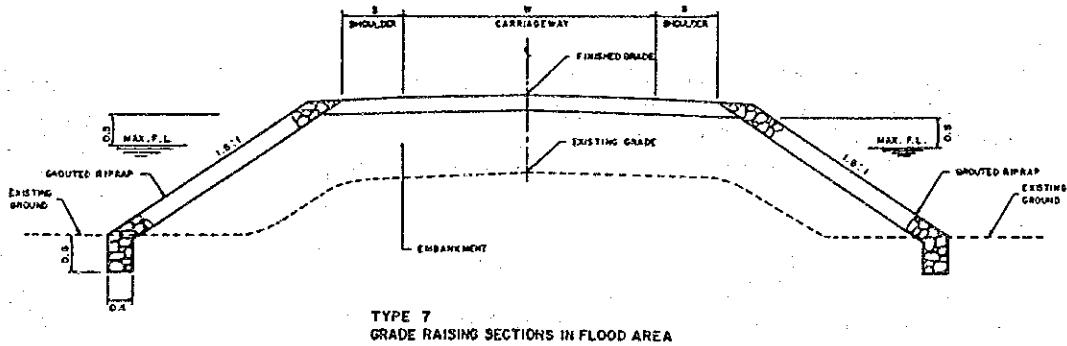 S W S
SHOULDER CARRIAGEWAY SHOULDER
℄
FINISHED GRADE
0.5 MAX. F.L. MAX. F.L. 0.5
1.5:1 EXISTING GRADE 1.5:1
GROUTED RIPRAP GROUTED RIPRAP
EXISTING GROUND EXISTING GROUND
0.5
EMBANKMENT
0.4
TYPE 7
GRADE RAISING SECTIONS IN FLOOD AREA